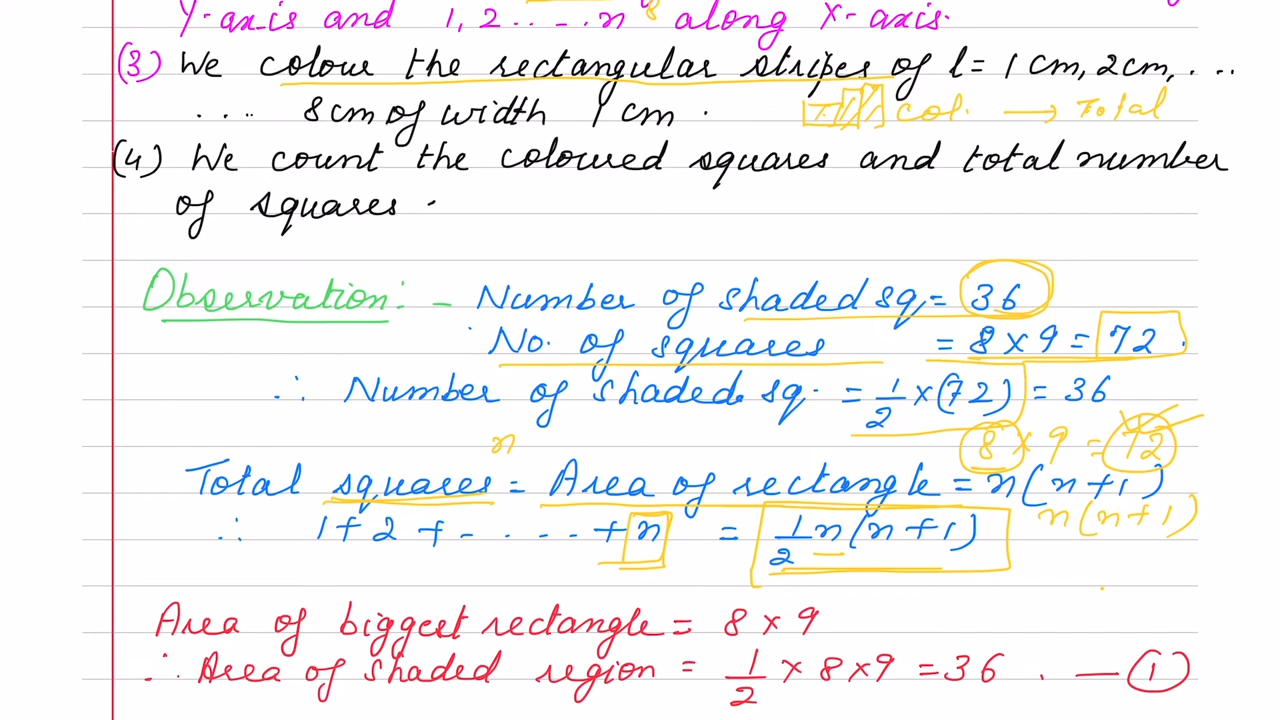 Y-axis and 1, 2 . . . . . n 8 along X-axis.
(3) We colour the rectangular stripes of l = 1 cm, 2 cm, . . . .
. . . . 8 cm of width 1 cm .
col. → Total
(4) We count the coloured squares and total number
of squares .
Observation: - Number of shaded sq. = 36
No. of squares = 8 × 9 = 72 .
∴ Number of shaded sq. = 1/2 × (72) = 36
n 8 × 9 = 72
Total squares = Area of rectangle = n(n+1)
n(n+1)
∴ 1 + 2 + - . . . . + n = 1/2 n(n+1)
Area of biggest rectangle = 8 × 9
∴ Area of shaded region = 1/2 × 8 × 9 = 36 . — (1)